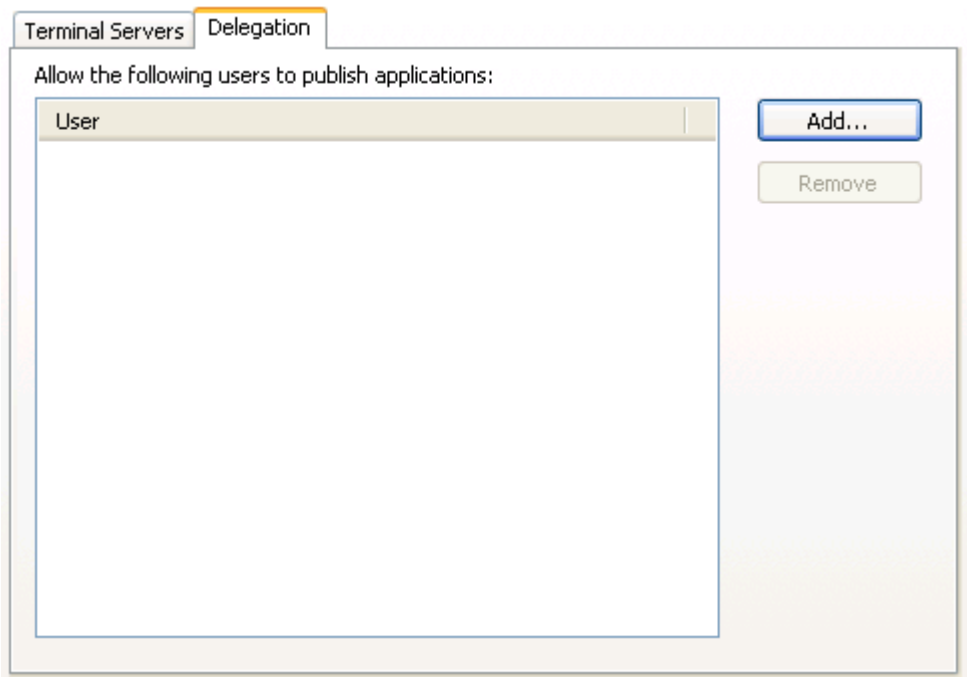 Terminal Servers Delegation
Allow the following users to publish applications:
User
Add...
Remove